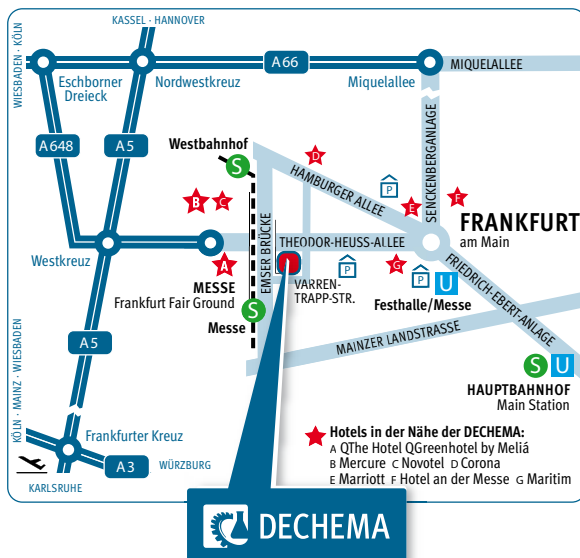 KASSEL · HANNOVER
WIESBADEN · KÖLN
A66
MIQUELALLEE
Eschborner
Dreieck
Nordwestkreuz
Miquelallee
A648
A5
Westbahnhof
S
D
HAMBURGER ALLEE
P
SENCKENBERGANLAGE
B
C
E
F
FRANKFURT
am Main
EMSER BRÜCKE
THEODOR-HEUSS-ALLEE
Westkreuz
A
MESSE
Frankfurt Fair Ground
VARREN-
TRAPP-STR.
P
G
P
U
Festhalle/Messe
FRIEDRICH-EBERT-ANLAGE
Messe
S
MAINZER LANDSTRASSE
A5
S U
HAUPTBAHNHOF
Main Station
KÖLN · MAINZ · WIESBADEN
Frankfurter Kreuz
A3
WÜRZBURG
KARLSRUHE
Hotels in der Nähe der DECHEMA:
A QThe Hotel QGreenhotel by Meliá
B Mercure C Novotel D Corona
E Marriott F Hotel an der Messe G Maritim
DECHEMA